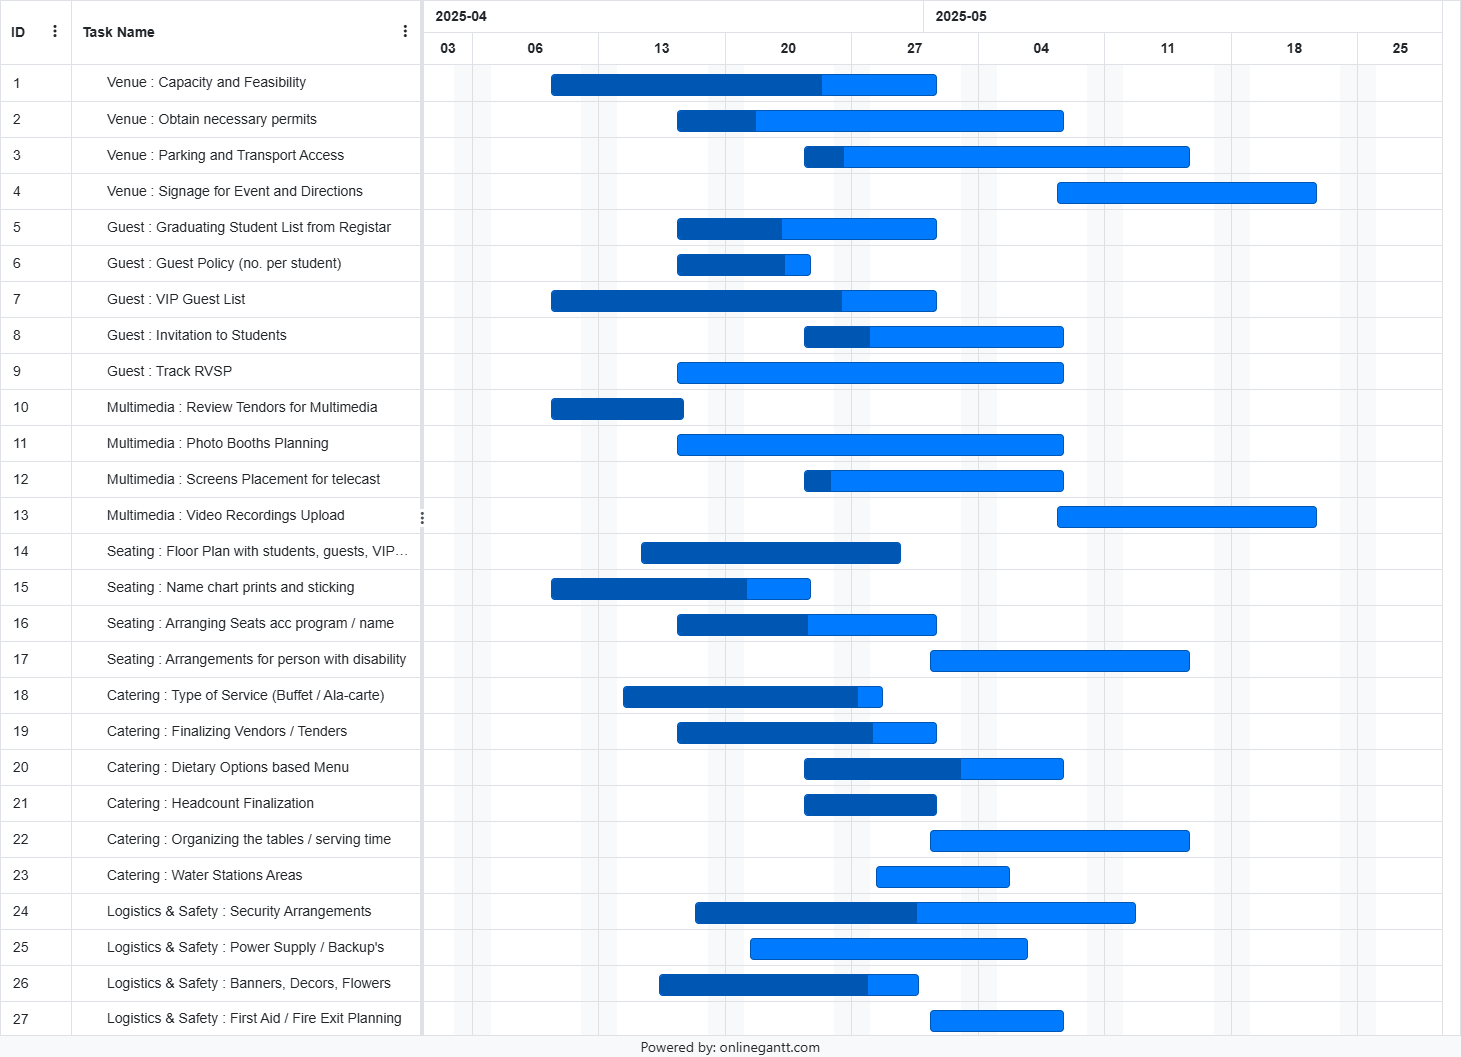 ID Task Name 2025-04 2025-05
03 06 13 20 27 04 11 18 25
1 Venue : Capacity and Feasibility
2 Venue : Obtain necessary permits
3 Venue : Parking and Transport Access
4 Venue : Signage for Event and Directions
5 Guest : Graduating Student List from Registar
6 Guest : Guest Policy (no. per student)
7 Guest : VIP Guest List
8 Guest : Invitation to Students
9 Guest : Track RVSP
10 Multimedia : Review Tendors for Multimedia
11 Multimedia : Photo Booths Planning
12 Multimedia : Screens Placement for telecast
13 Multimedia : Video Recordings Upload
14 Seating : Floor Plan with students, guests, VIP...
15 Seating : Name chart prints and sticking
16 Seating : Arranging Seats acc program / name
17 Seating : Arrangements for person with disability
18 Catering : Type of Service (Buffet / Ala-carte)
19 Catering : Finalizing Vendors / Tenders
20 Catering : Dietary Options based Menu
21 Catering : Headcount Finalization
22 Catering : Organizing the tables / serving time
23 Catering : Water Stations Areas
24 Logistics & Safety : Security Arrangements
25 Logistics & Safety : Power Supply / Backup's
26 Logistics & Safety : Banners, Decors, Flowers
27 Logistics & Safety : First Aid / Fire Exit Planning
Powered by: onlinegantt.com